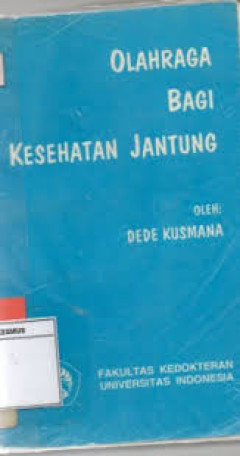 OLAHRAGA
BAGI
KESEHATAN JANTUNG
OLEH:
DEDE KUSMANA
FAKULTAS KEDOKTERAN
UNIVERSITAS INDONESIA